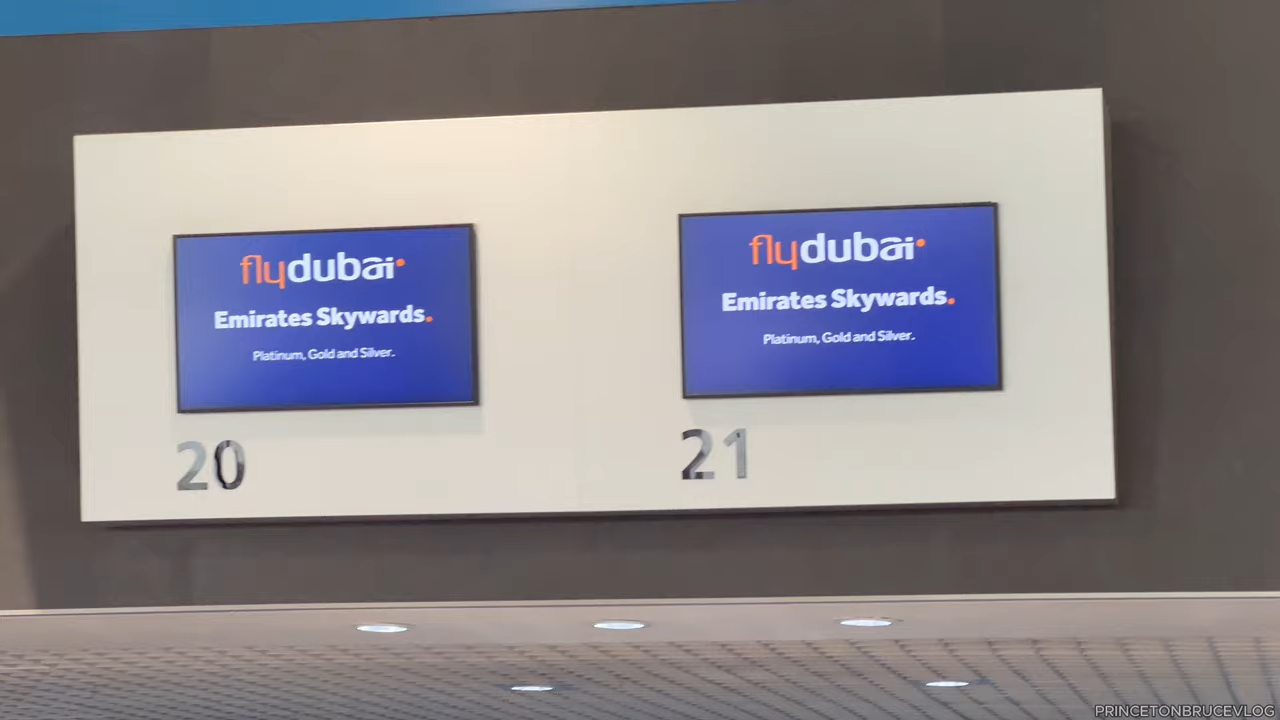 flydubai
Emirates Skywards.
Platinum, Gold and Silver.
20
flydubai
Emirates Skywards.
Platinum, Gold and Silver.
21
PRINCETONBRUCEVLOG